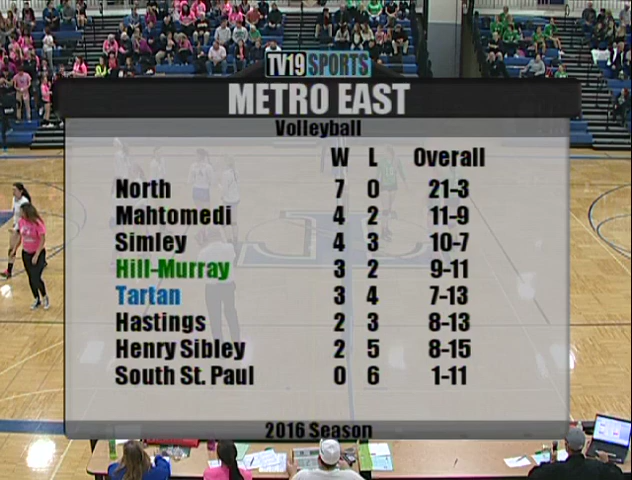 TV19 SPORTS
METRO EAST
Volleyball
W L Overall
North 7 0 21-3
Mahtomedi 4 2 11-9
Simley 4 3 10-7
Hill-Murray 3 2 9-11
Tartan 3 4 7-13
Hastings 2 3 8-13
Henry Sibley 2 5 8-15
South St. Paul 0 6 1-11
2016 Season